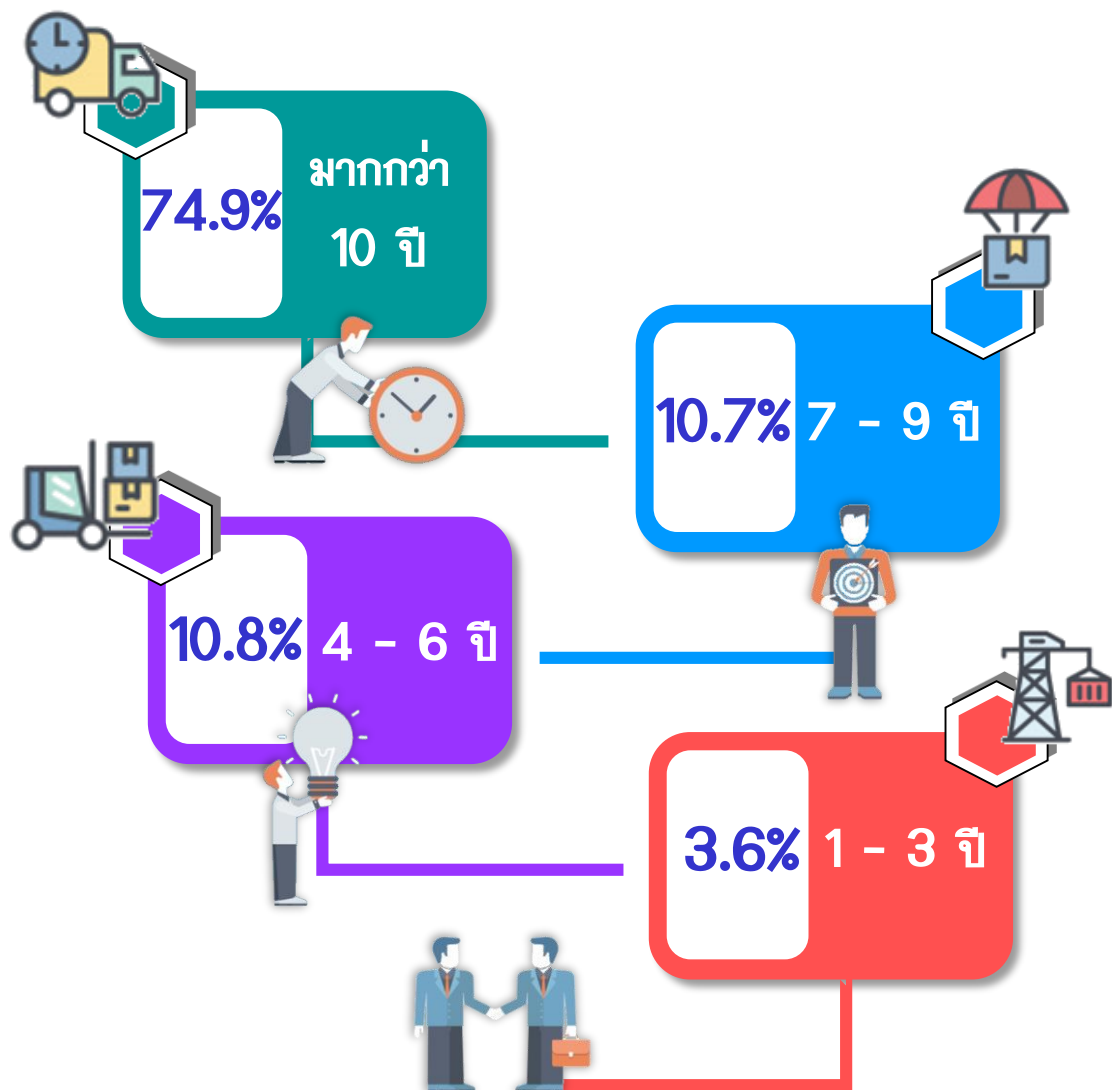 74.9%
มากกว่า
10 ปี
10.7% 7 - 9 ปี
10.8% 4 - 6 ปี
3.6% 1 - 3 ปี